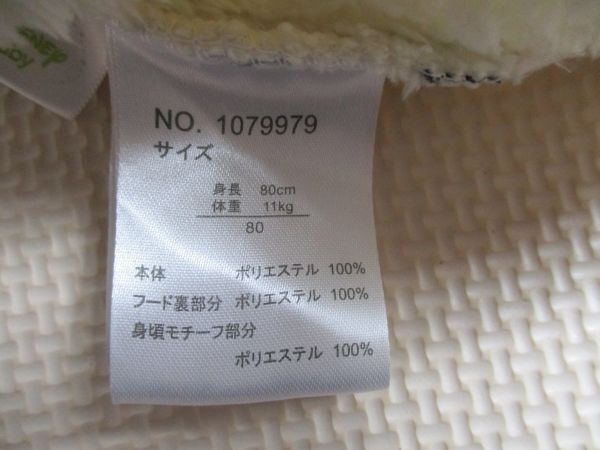 NO. 1079979
サイズ
身長 80cm
体重 11kg
80
本体 ポリエステル 100%
フード裏部分 ポリエステル 100%
身頃モチーフ部分
ポリエステル 100%